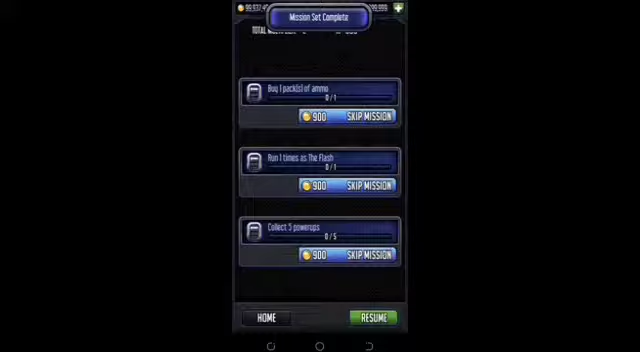 Mission Set Complete
Buy 1 pack(s) of ammo
0 / 1
900 SKIP MISSION
Run 1 times as The Flash
0 / 1
900 SKIP MISSION
Collect 5 powerups
0 / 5
900 SKIP MISSION
HOME RESUME